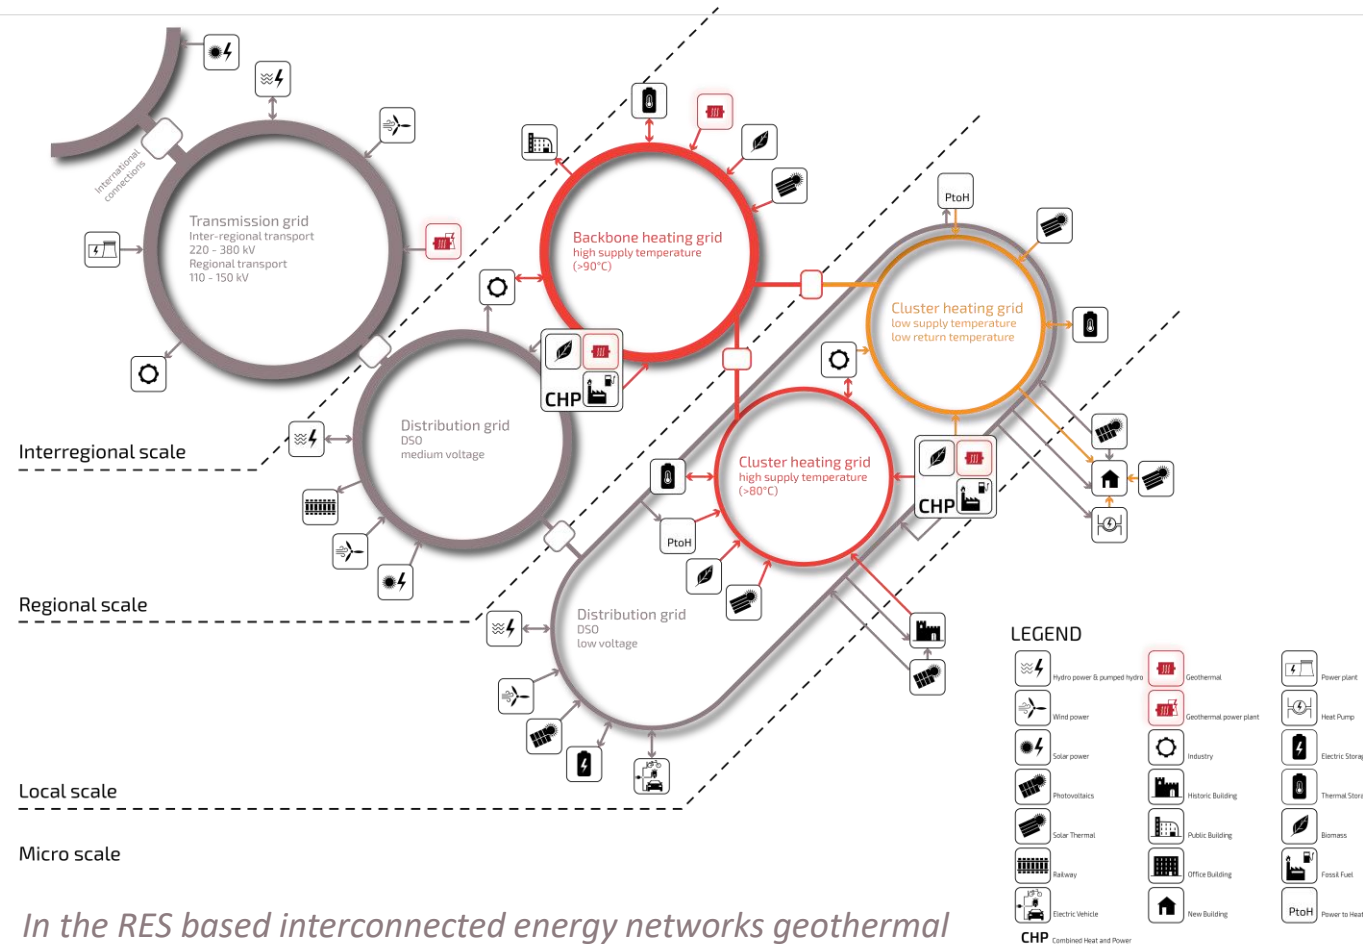 International
connections
Transmission grid
Inter-regional transport
220 - 380 kV
Regional transport
110 - 150 kV
Backbone heating grid
high supply temperature
(>90°C)
PtoH
Cluster heating grid
low supply temperature
low return temperature
Distribution grid
DSO
medium voltage
CHP
Cluster heating grid
high supply temperature
(>80°C)
CHP
PtoH
Distribution grid
DSO
low voltage
Interregional scale
Regional scale
Local scale
Micro scale
LEGEND
Hydro power & pumped hydro
Geothermal
Power plant
Wind power
Geothermal power plant
Heat Pump
Solar power
Industry
Electric Storag
Photovoltaics
Historic Building
Thermal Stora
Solar Thermal
Public Building
Biomass
Railway
Office Building
Fossil Fuel
Electric Vehicle
New Building
PtoH Power to Heat
CHP Combined Heat and Power
In the RES based interconnected energy networks geothermal